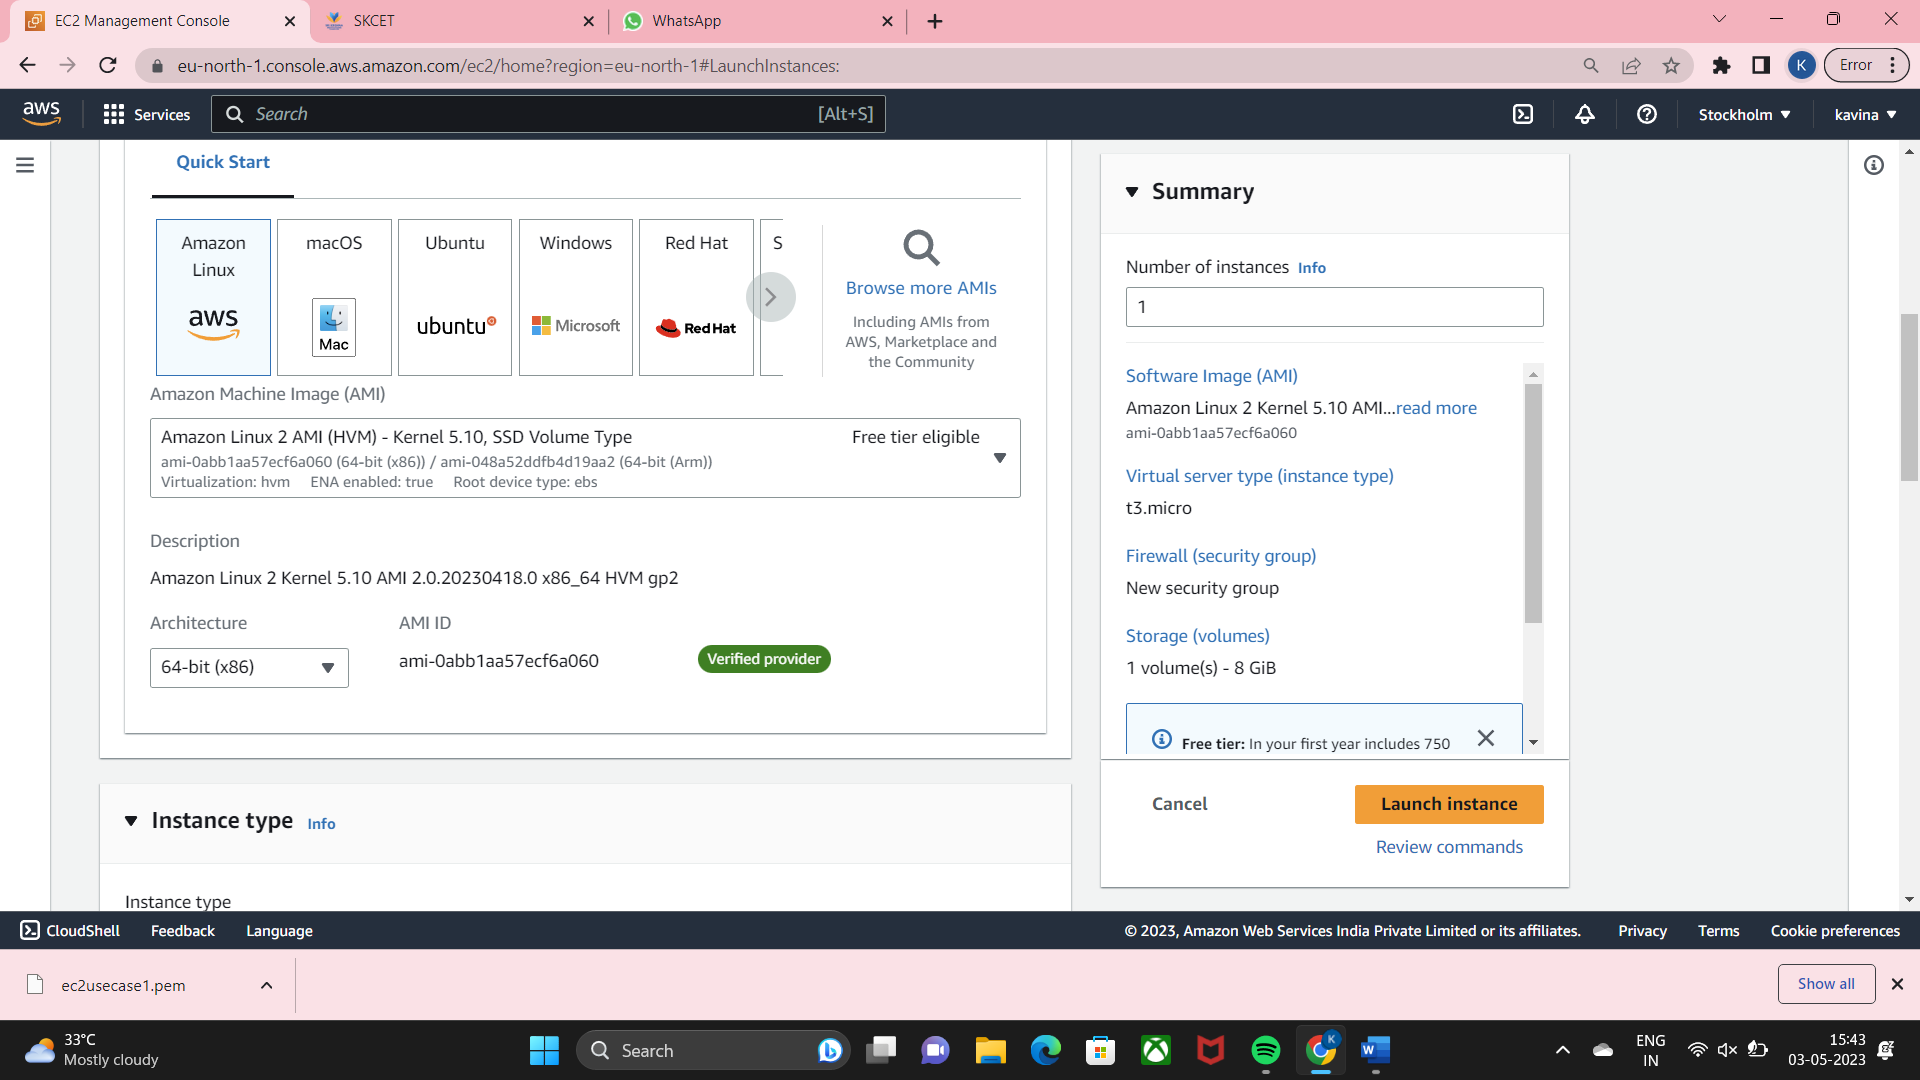 EC2 Management Console
SKCET
WhatsApp
eu-north-1.console.aws.amazon.com/ec2/home?region=eu-north-1#LaunchInstances:
K
Error
aws
Services
Search
[Alt+S]
Stockholm
kavina
Quick Start
Amazon
Linux
aws
macOS
Mac
Ubuntu
ubuntu
Windows
Microsoft
Red Hat
Red Hat
S
Browse more AMIs
Including AMIs from
AWS, Marketplace and
the Community
Amazon Machine Image (AMI)
Amazon Linux 2 AMI (HVM) - Kernel 5.10, SSD Volume Type
Free tier eligible
ami-0abb1aa57ecf6a060 (64-bit (x86)) / ami-048a52ddfb4d19aa2 (64-bit (Arm))
Virtualization: hvm ENA enabled: true Root device type: ebs
Description
Amazon Linux 2 Kernel 5.10 AMI 2.0.20230418.0 x86_64 HVM gp2
Architecture
AMI ID
64-bit (x86)
ami-0abb1aa57ecf6a060
Verified provider
Instance type Info
Instance type
Summary
Number of instances Info
1
Software Image (AMI)
Amazon Linux 2 Kernel 5.10 AMI...read more
ami-0abb1aa57ecf6a060
Virtual server type (instance type)
t3.micro
Firewall (security group)
New security group
Storage (volumes)
1 volume(s) - 8 GiB
Free tier: In your first year includes 750
Cancel
Launch instance
Review commands
CloudShell
Feedback
Language
© 2023, Amazon Web Services India Private Limited or its affiliates.
Privacy
Terms
Cookie preferences
ec2usecase1.pem
Show all
33°C
Mostly cloudy
Search
K
W
ENG
IN
15:43
03-05-2023